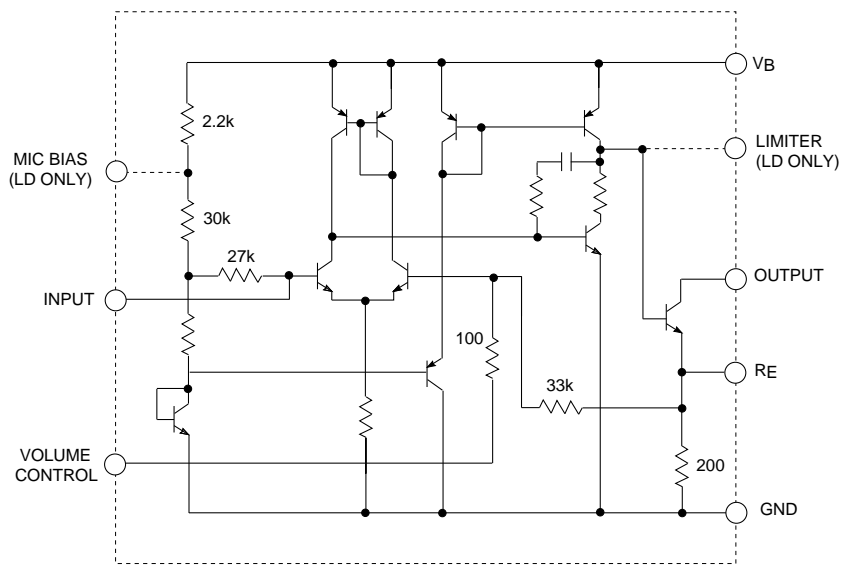 VB
2.2k
MIC BIAS
(LD ONLY)
LIMITER
(LD ONLY)
30k
27k
INPUT
OUTPUT
100
RE
33k
VOLUME
CONTROL
200
GND